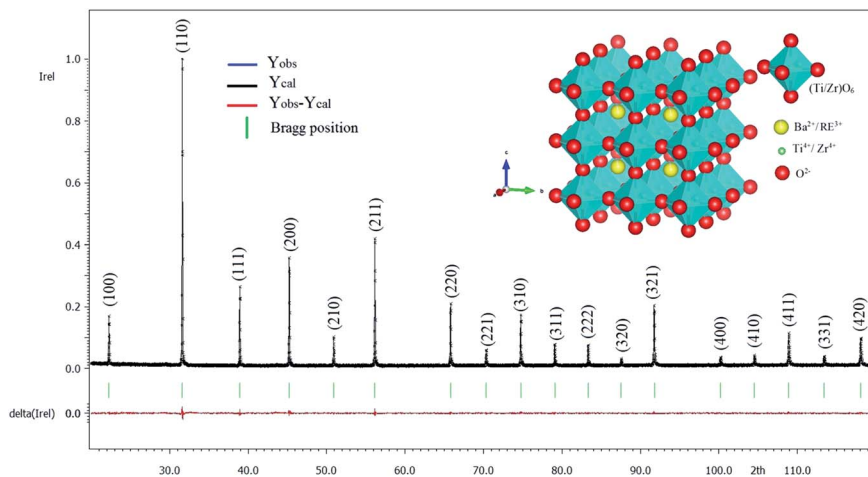 Irel
1.0
0.8
0.6
0.4
0.2
0.0
delta(Irel) 0.0
(100)
(110)
(111)
(200)
(210)
(211)
(220)
(221)
(310)
(311)
(222)
(320)
(321)
(400)
(410)
(411)
(331)
(420)
Yobs
Ycal
Yobs-Ycal
Bragg position
c
a
b
(Ti/Zr)O₆
Ba²⁺/RE³⁺
Ti⁴⁺/ Zr⁴⁺
O²⁻
30.0 40.0 50.0 60.0 70.0 80.0 90.0 100.0 2th 110.0